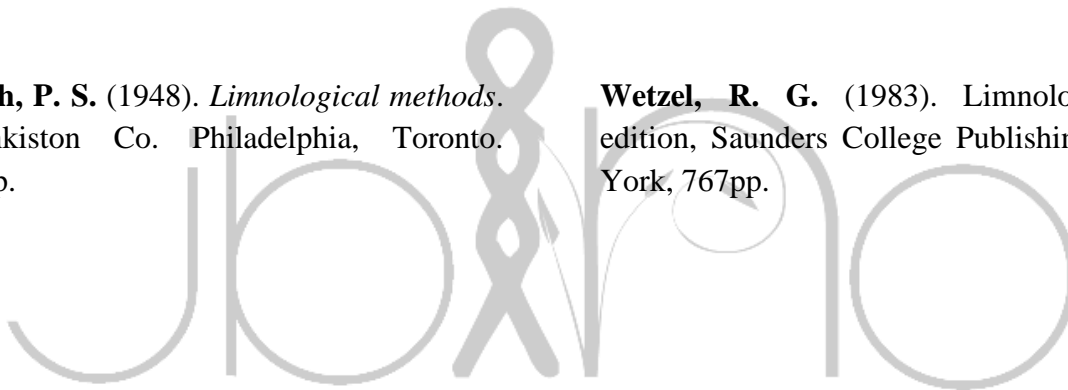 h, P. S. (1948). Limnological methods.
kiston Co. Philadelphia, Toronto.
p.
Wetzel, R. G. (1983). Limnolo
edition, Saunders College Publishin
York, 767pp.